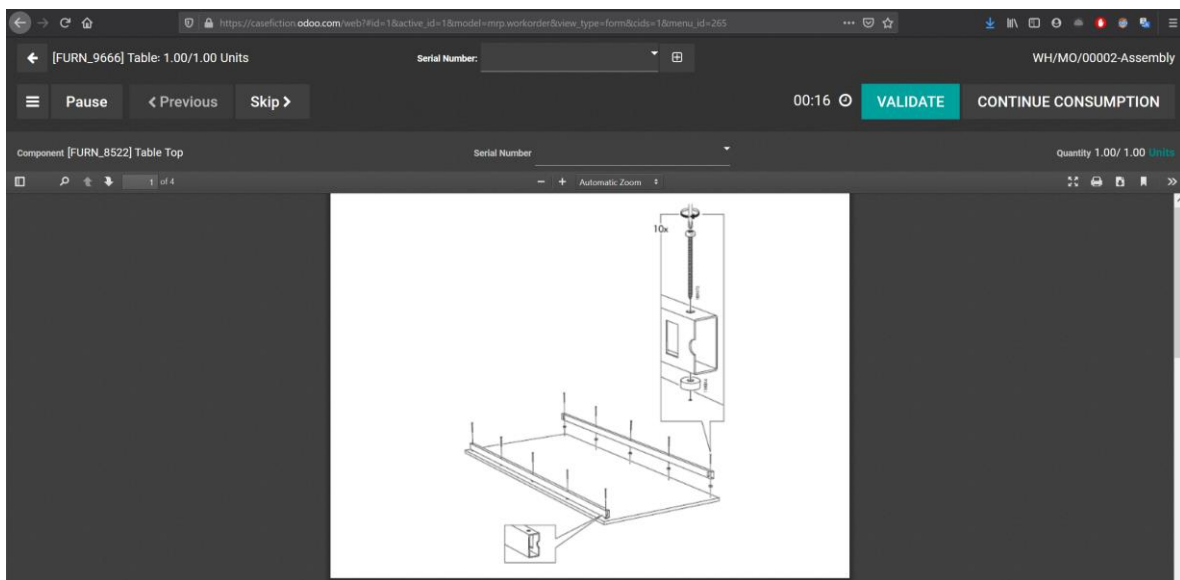 https://casefiction.odoo.com/web?#id=1&active_id=1&model=mrp.workorder&view_type=form&cids=1&menu_id=265
[FURN_9666] Table: 1.00/1.00 Units
Serial Number:
WH/MO/00002-Assembly
Pause
Previous
Skip
00:16
VALIDATE
CONTINUE CONSUMPTION
Component [FURN_8522] Table Top
Serial Number
Quantity 1.00/ 1.00 Units
1 of 4
Automatic Zoom
10x